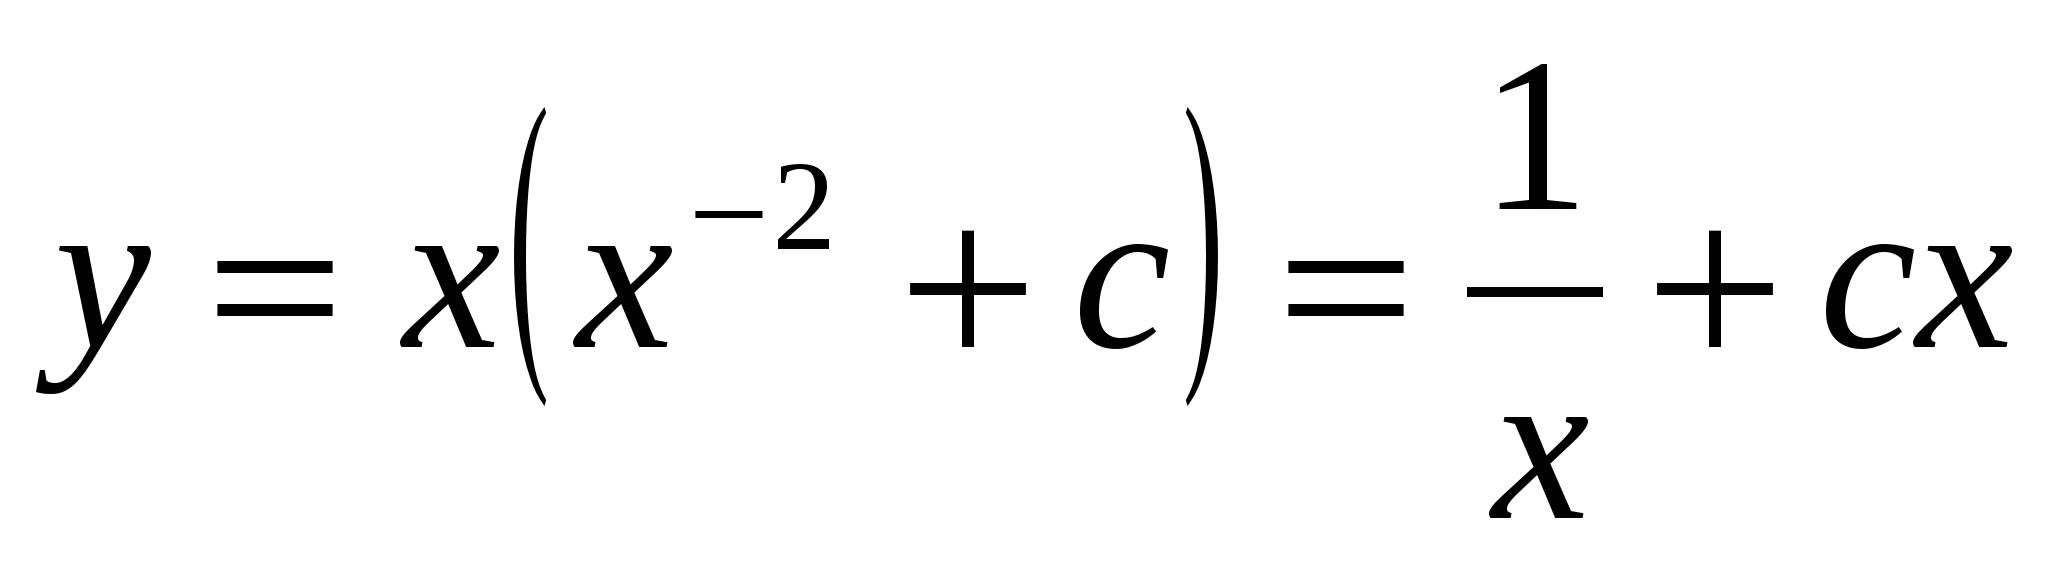 y = x(x⁻² + c) = 1/x + cx